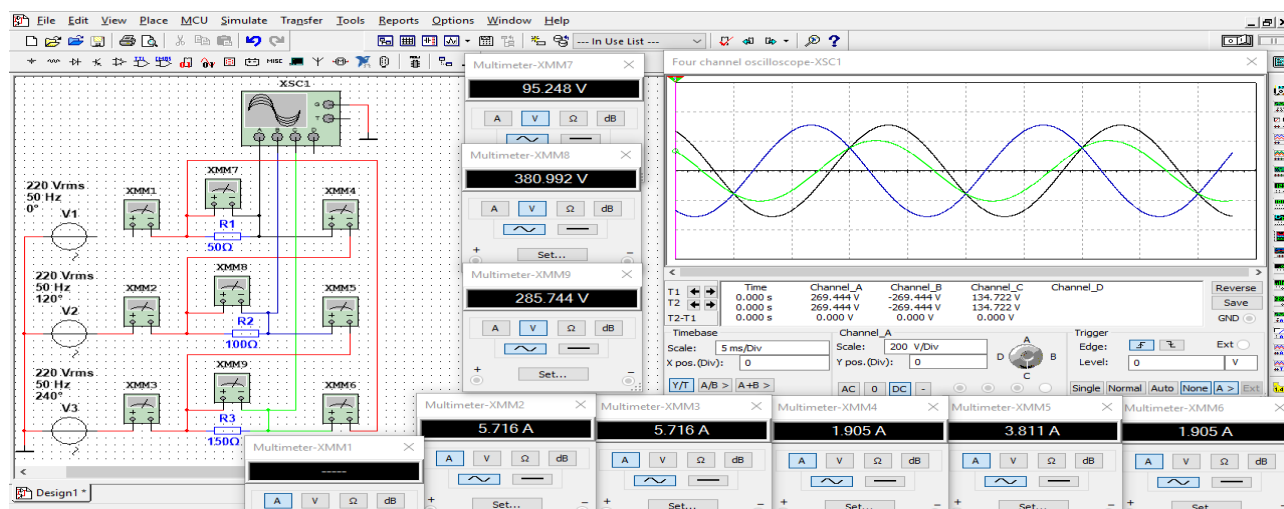 File Edit View Place MCU Simulate Transfer Tools Reports Options Window Help
--- In Use List ---
Multimeter-XMM7
95.248 V
A V Ω dB
Multimeter-XMM8
380.992 V
A V Ω dB
+ Set... −
Multimeter-XMM9
285.744 V
A V Ω dB
+ Set... −
XSC1
G
T
A B C D
220 Vrms
50 Hz
0°
V1
XMM1
XMM7
R1
50Ω
XMM4
220 Vrms
50 Hz
120°
V2
XMM2
XMM8
R2
100Ω
XMM5
220 Vrms
50 Hz
240°
V3
XMM3
XMM9
R3
150Ω
XMM6
Design1 *
Four channel oscilloscope-XSC1
Time Channel_A Channel_B Channel_C Channel_D
T1 0.000 s 269.444 V -269.444 V 134.722 V
T2 0.000 s 269.444 V -269.444 V 134.722 V
T2-T1 0.000 s 0.000 V 0.000 V 0.000 V
Reverse
Save
GND
Timebase
Scale: 5 ms/Div
X pos.(Div): 0
Y/T A/B > A+B >
Channel_A
Scale: 200 V/Div
Y pos.(Div): 0
AC 0 DC -
A
B
C
D
Trigger
Edge: Ext
Level: 0 V
Single Normal Auto None A > Ext
Multimeter-XMM1
-----
A V Ω dB
Multimeter-XMM2
5.716 A
A V Ω dB
+ Set... −
Multimeter-XMM3
5.716 A
A V Ω dB
+ Set... −
Multimeter-XMM4
1.905 A
A V Ω dB
+ Set... −
Multimeter-XMM5
3.811 A
A V Ω dB
+ Set... −
Multimeter-XMM6
1.905 A
A V Ω dB
+ Set... −